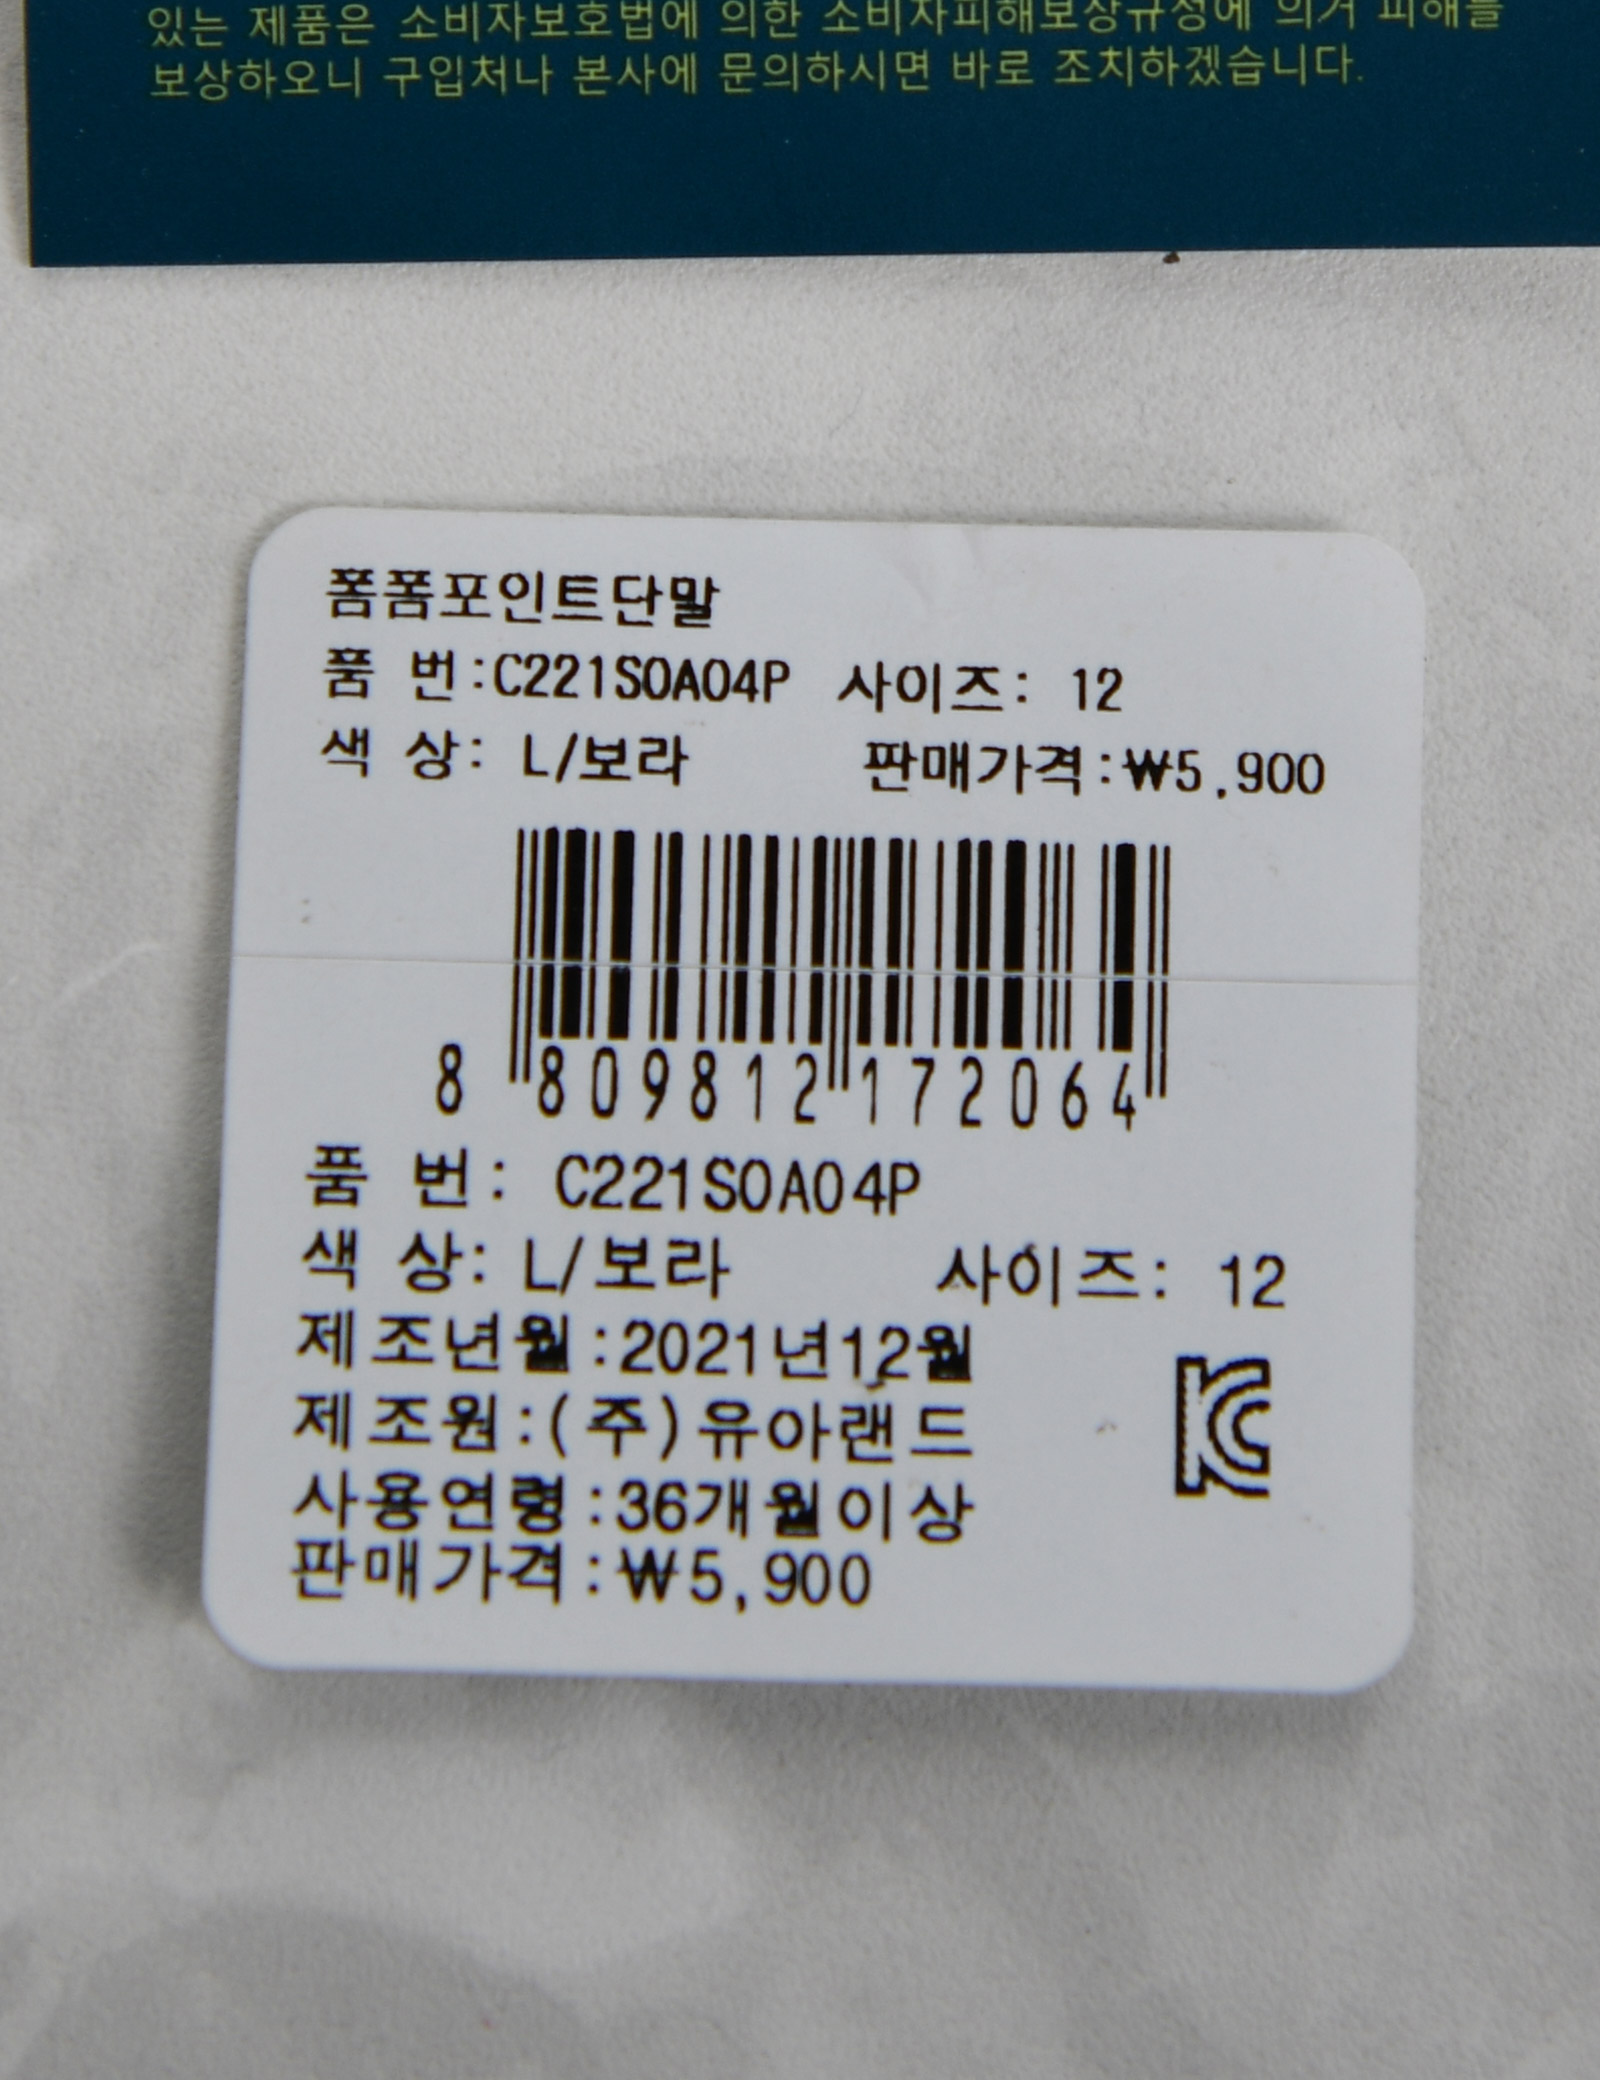 있는 제품은 소비자보호법에 의한 소비자피해보상규정에 의거 피해를
보상하오니 구입처나 본사에 문의하시면 바로 조치하겠습니다.
폼폼포인트단말
품 번:C221SOA04P 사이즈: 12
색 상: L/보라 판매가격:₩5,900
8 809812 172064
품 번: C221SOA04P
색 상: L/보라 사이즈: 12
제조년월:2021년12월
제조원:(주)유아랜드
사용연령:36개월이상
판매가격:₩5,900
KC